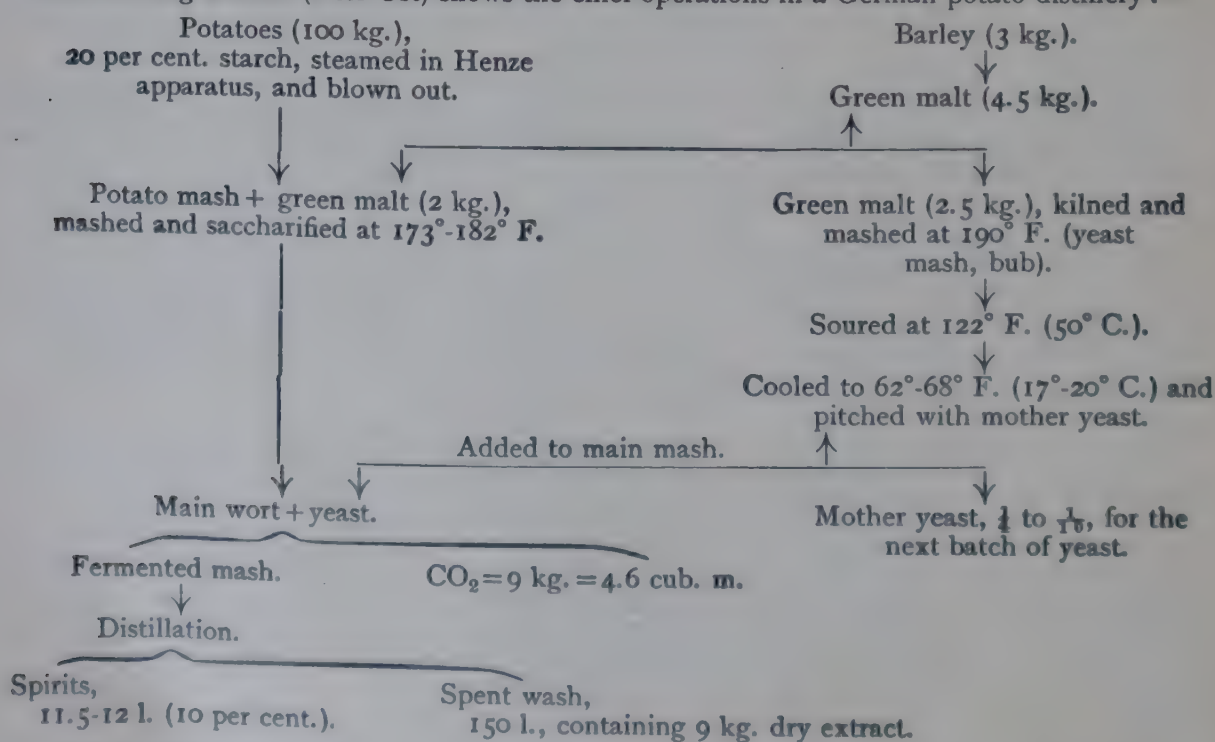 Potatoes (100 kg.),
20 per cent. starch, steamed in Henze
apparatus, and blown out.
Barley (3 kg.).
Green malt (4.5 kg.).
Potato mash + green malt (2 kg.),
mashed and saccharified at 173°-182° F.
Green malt (2.5 kg.), kilned and
mashed at 190° F. (yeast
mash, bub).
Soured at 122° F. (50° C.).
Cooled to 62°-68° F. (17°-20° C.) and
pitched with mother yeast.
Added to main mash.
Main wort + yeast.
Mother yeast, to, for the
next batch of yeast.
Fermented mash.
CO₂ = 9 kg. = 4.6 cub. m.
Distillation.
Spirits,
11.5-12 l. (10 per cent.).
Spent wash,
150 l., containing 9 kg. dry extract.